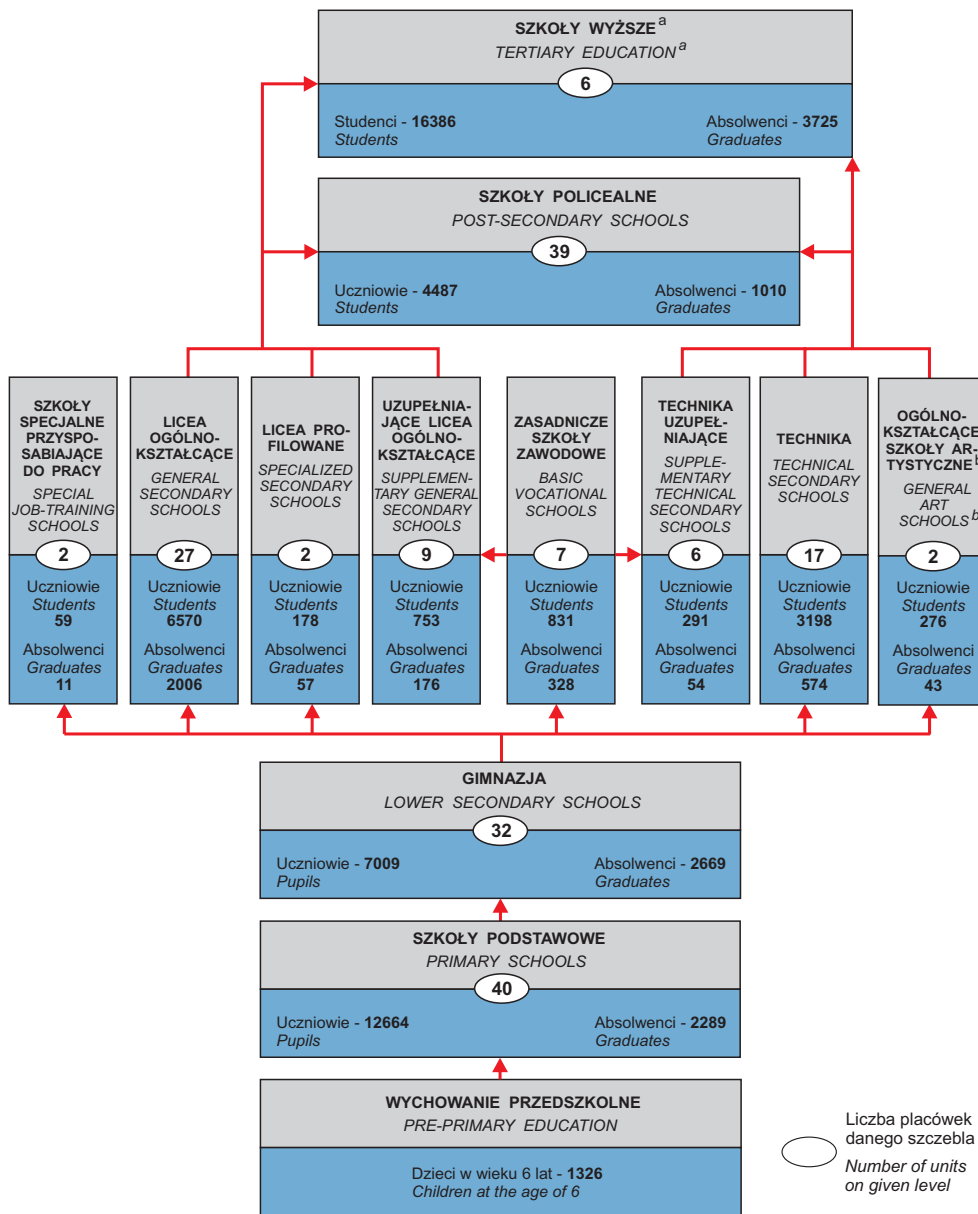 SZKOŁY WYŻSZE a
TERTIARY EDUCATION a
6
Studenci - 16386
Students
Absolwenci - 3725
Graduates
SZKOŁY POLICEALNE
POST-SECONDARY SCHOOLS
39
Uczniowie - 4487
Students
Absolwenci - 1010
Graduates
SZKOŁY
SPECJALNE
PRZYSPO-
SABIAJĄCE
DO PRACY
SPECIAL
JOB-TRAINING
SCHOOLS
2
Uczniowie
Students
59
Absolwenci
Graduates
11
LICEA
OGÓLNO-
KSZTAŁCĄCE
GENERAL
SECONDARY
SCHOOLS
27
Uczniowie
Students
6570
Absolwenci
Graduates
2006
LICEA PRO-
FILOWANE
SPECIALIZED
SECONDARY
SCHOOLS
2
Uczniowie
Students
178
Absolwenci
Graduates
57
UZUPEŁNIA-
JĄCE LICEA
OGÓLNO-
KSZTAŁCĄCE
SUPPLEMEN-
TARY GENERAL
SECONDARY
SCHOOLS
9
Uczniowie
Students
753
Absolwenci
Graduates
176
ZASADNICZE
SZKOŁY
ZAWODOWE
BASIC
VOCATIONAL
SCHOOLS
7
Uczniowie
Students
831
Absolwenci
Graduates
328
TECHNIKA
UZUPEŁ-
NIAJĄCE
SUPPLE-
MENTARY
TECHNICAL
SECONDARY
SCHOOLS
6
Uczniowie
Students
291
Absolwenci
Graduates
54
TECHNIKA
TECHNICAL
SECONDARY
SCHOOLS
17
Uczniowie
Students
3198
Absolwenci
Graduates
574
OGÓLNO-
KSZTAŁCĄCE
SZKOŁY AR-
TYSTYCZNE b
GENERAL
ART
SCHOOLS b
2
Uczniowie
Students
276
Absolwenci
Graduates
43
GIMNAZJA
LOWER SECONDARY SCHOOLS
32
Uczniowie - 7009
Pupils
Absolwenci - 2669
Graduates
SZKOŁY PODSTAWOWE
PRIMARY SCHOOLS
40
Uczniowie - 12664
Pupils
Absolwenci - 2289
Graduates
WYCHOWANIE PRZEDSZKOLNE
PRE-PRIMARY EDUCATION
Dzieci w wieku 6 lat - 1326
Children at the age of 6
Liczba placówek
danego szczebla
Number of units
on given level